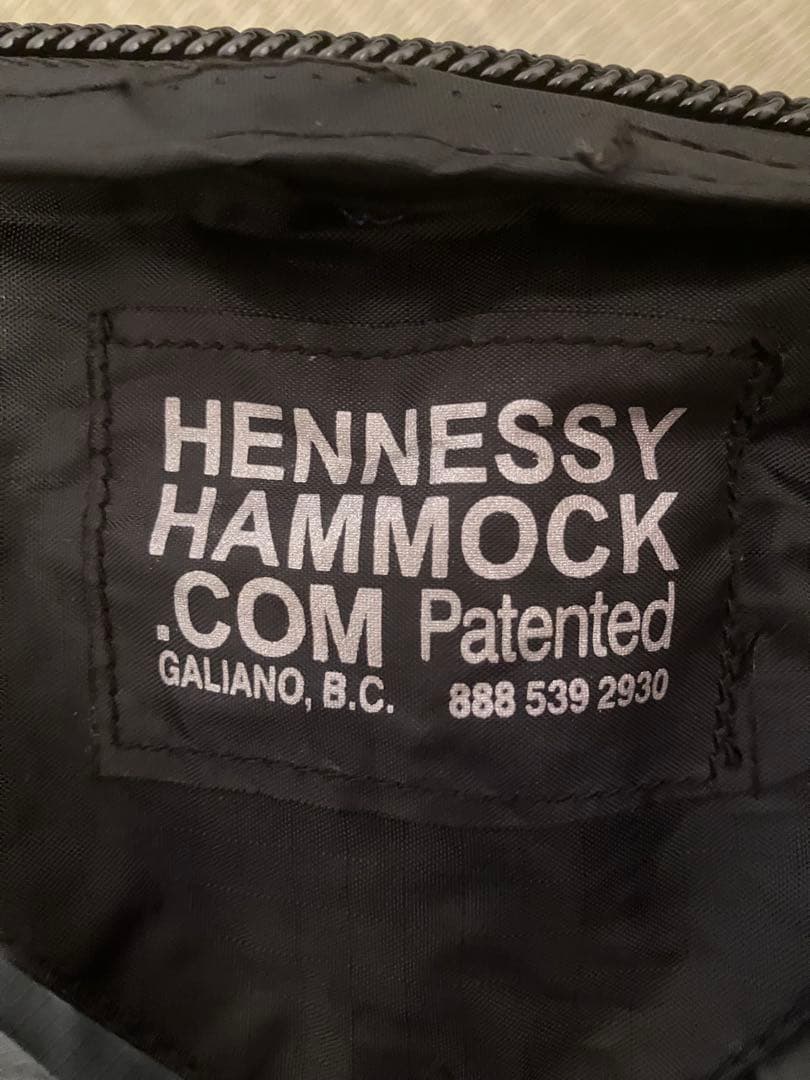 HENNESSY
HAMMOCK
.COM Patented
GALIANO, B.C. 888 539 2930